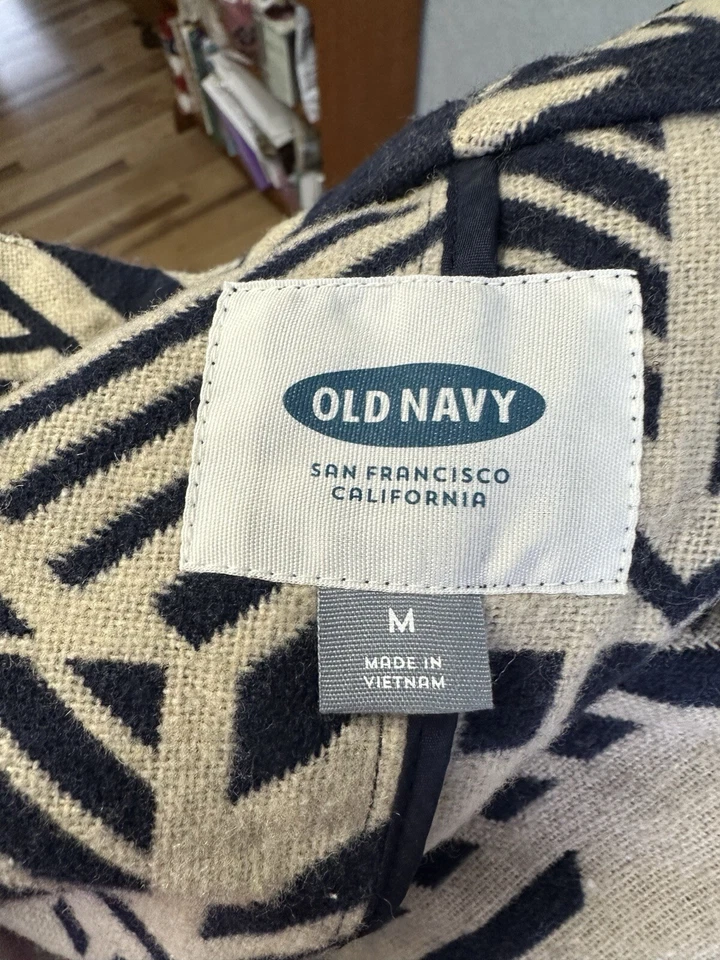 OLD NAVY
SAN FRANCISCO
CALIFORNIA
M
MADE IN
VIETNAM